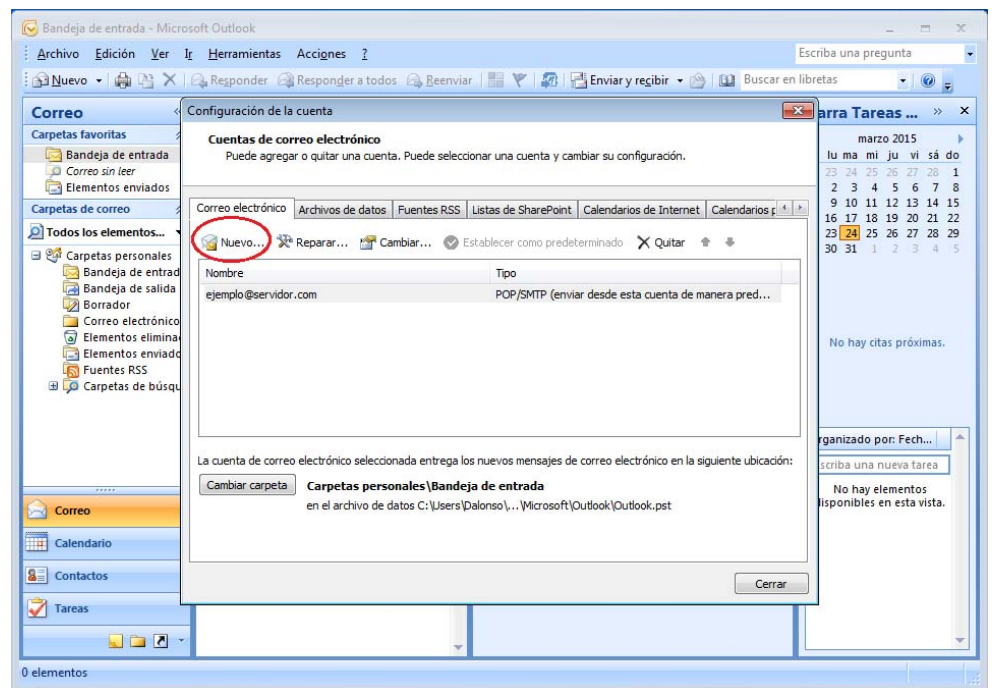 Bandeja de entrada - Microsoft Outlook
Archivo Edición Ver Ir Herramientas Acciones ?
Escriba una pregunta
Nuevo Responder Responder a todos Reenviar Enviar y recibir Buscar en libretas
Correo
Carpetas favoritas
Bandeja de entrada
Correo sin leer
Elementos enviados
Carpetas de correo
Todos los elementos...
Carpetas personales
Bandeja de entrad
Bandeja de salida
Borrador
Correo electrónico
Elementos elimina
Elementos enviado
Fuentes RSS
Carpetas de búsqu
Correo
Calendario
Contactos
Tareas
0 elementos
Configuración de la cuenta
Cuentas de correo electrónico
Puede agregar o quitar una cuenta. Puede seleccionar una cuenta y cambiar su configuración.
Correo electrónico Archivos de datos Fuentes RSS Listas de SharePoint Calendarios de Internet Calendarios p
Nuevo... Reparar... Cambiar... Establecer como predeterminado Quitar
Nombre Tipo
ejemplo@servidor.com POP/SMTP (enviar desde esta cuenta de manera pred...
La cuenta de correo electrónico seleccionada entrega los nuevos mensajes de correo electrónico en la siguiente ubicación:
Cambiar carpeta Carpetas personales\Bandeja de entrada
en el archivo de datos C:\Users\Dalonso\... \Microsoft\Outlook\Outlook.pst
Cerrar
arra Tareas ...
marzo 2015
lu ma mi ju vi sá do
23 24 25 26 27 28 1
2 3 4 5 6 7 8
9 10 11 12 13 14 15
16 17 18 19 20 21 22
23 24 25 26 27 28 29
30 31 1 2 3 4 5
No hay citas próximas.
rganizado por: Fech...
scriba una nueva tarea
No hay elementos
disponibles en esta vista.